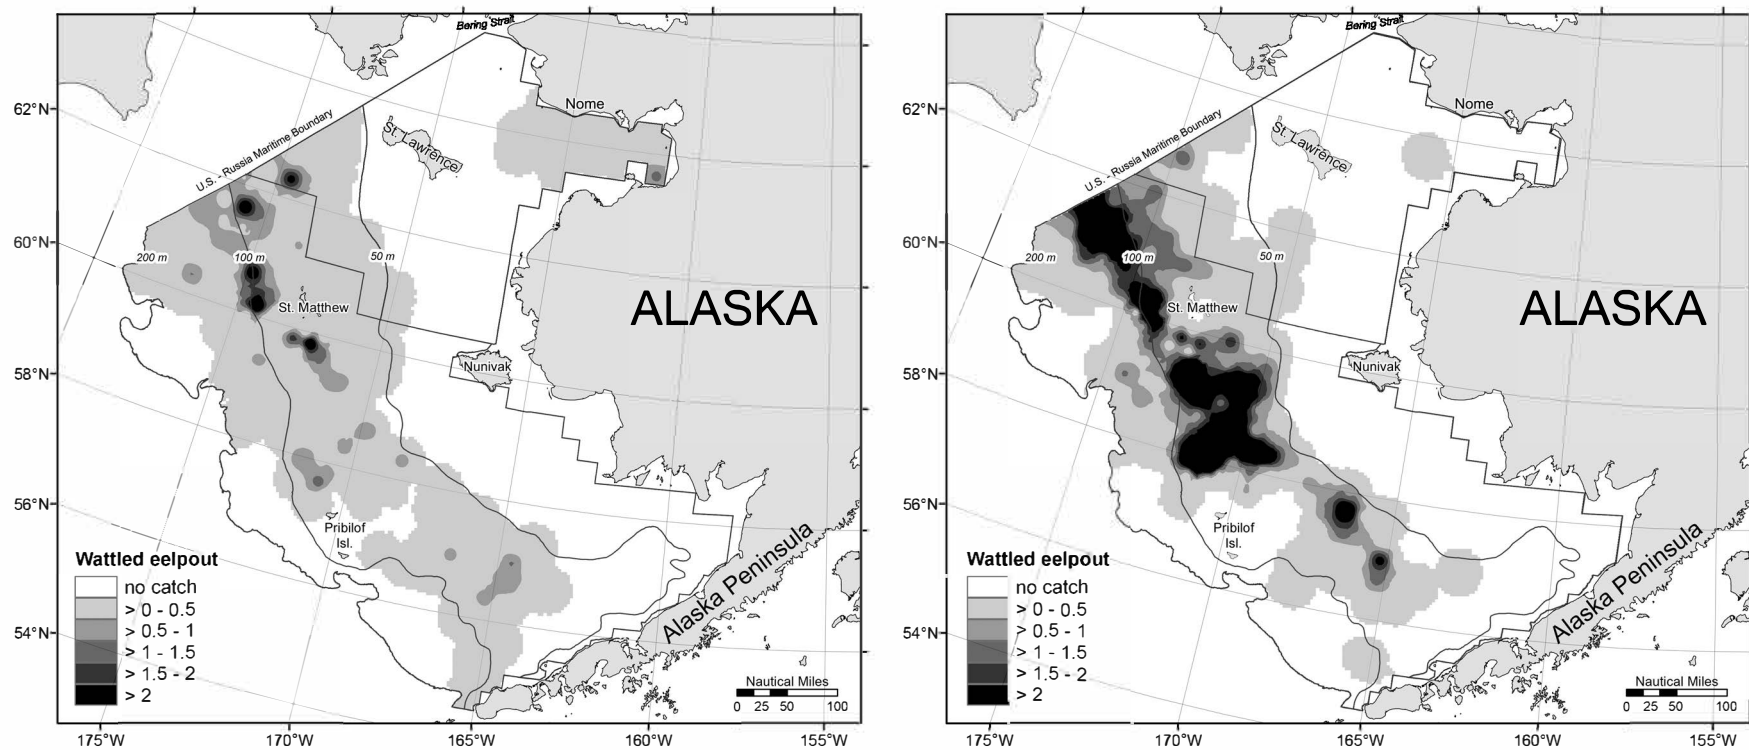 Bering Strait
62°N
Nome
St. Lawrence
U.S. - Russia Maritime Boundary
60°N
200 m
100 m
50 m
St. Matthew
ALASKA
58°N
Nunivak
56°N
Pribilof
Isl.
Wattled eelpout
no catch
> 0 - 0.5
> 0.5 - 1
> 1 - 1.5
> 1.5 - 2
> 2
54°N
Alaska Peninsula
Nautical Miles
0 25 50 100
175°W 170°W 165°W 160°W 155°W
Bering Strait
62°N
Nome
St. Lawrence
U.S. - Russia Maritime Boundary
60°N
200 m
100 m
50 m
St. Matthew
ALASKA
58°N
Nunivak
56°N
Pribilof
Isl.
Wattled eelpout
no catch
> 0 - 0.5
> 0.5 - 1
> 1 - 1.5
> 1.5 - 2
> 2
54°N
Alaska Peninsula
Nautical Miles
0 25 50 100
175°W 170°W 165°W 160°W 155°W